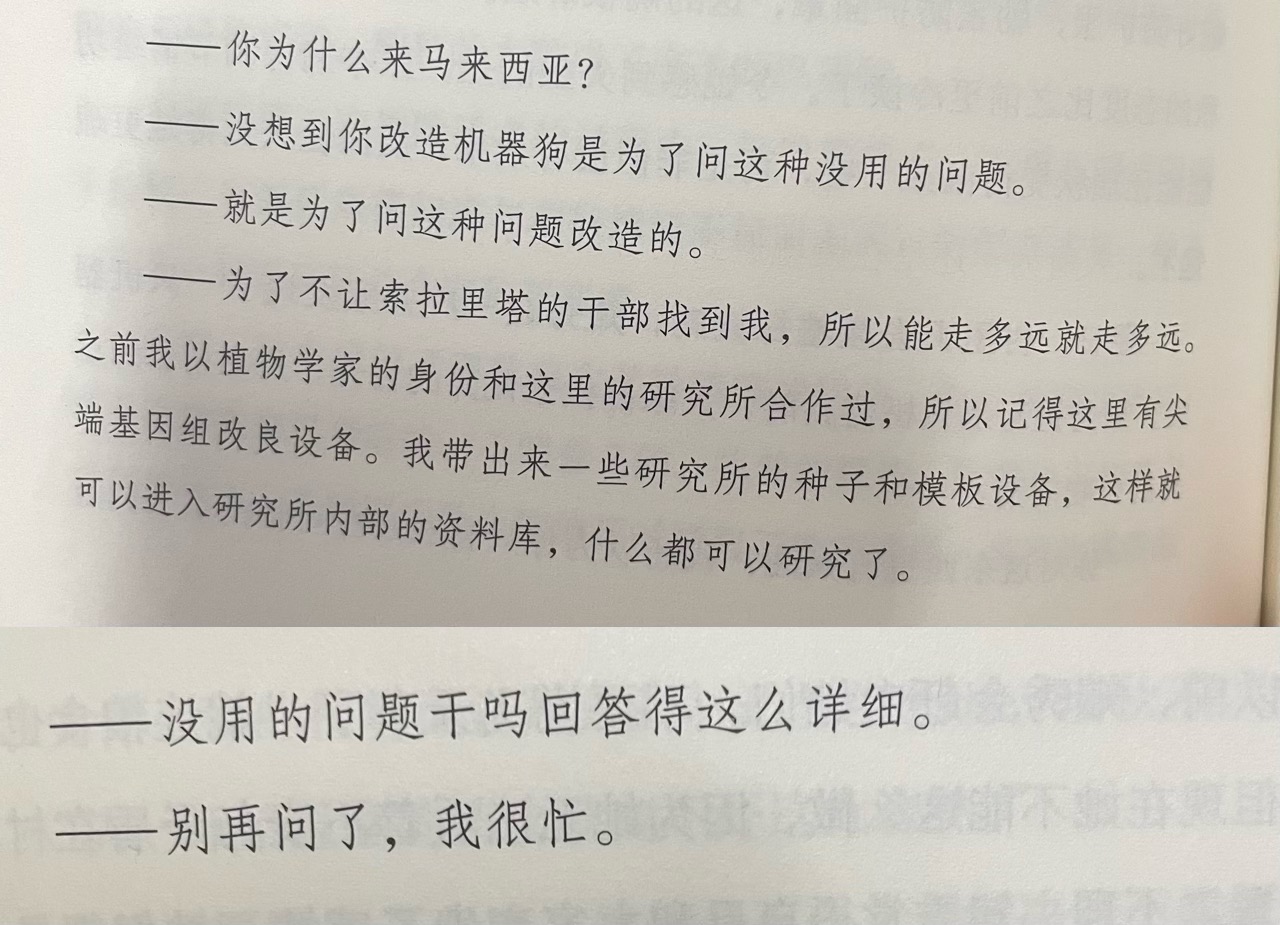 ——你为什么来马来西亚？
——没想到你改造机器狗是为了问这种没用的问题。
——就是为了问这种问题改造的。
——为了不让索拉里塔的干部找到我，所以能走多远就走多远。
之前我以植物学家的身份和这里的研究所合作过，所以记得这里有尖
端基因组改良设备。我带出来一些研究所的种子和模板设备，这样就
可以进入研究所内部的资料库，什么都可以研究了。
——没用的问题干吗回答得这么详细。
——别再问了，我很忙。